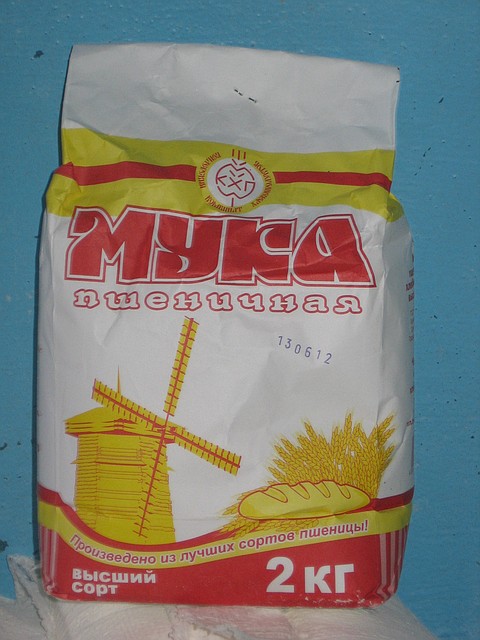 МУКА
пшеничная
130612
Произведено из лучших сортов пшеницы!
высший
сорт
2 кг